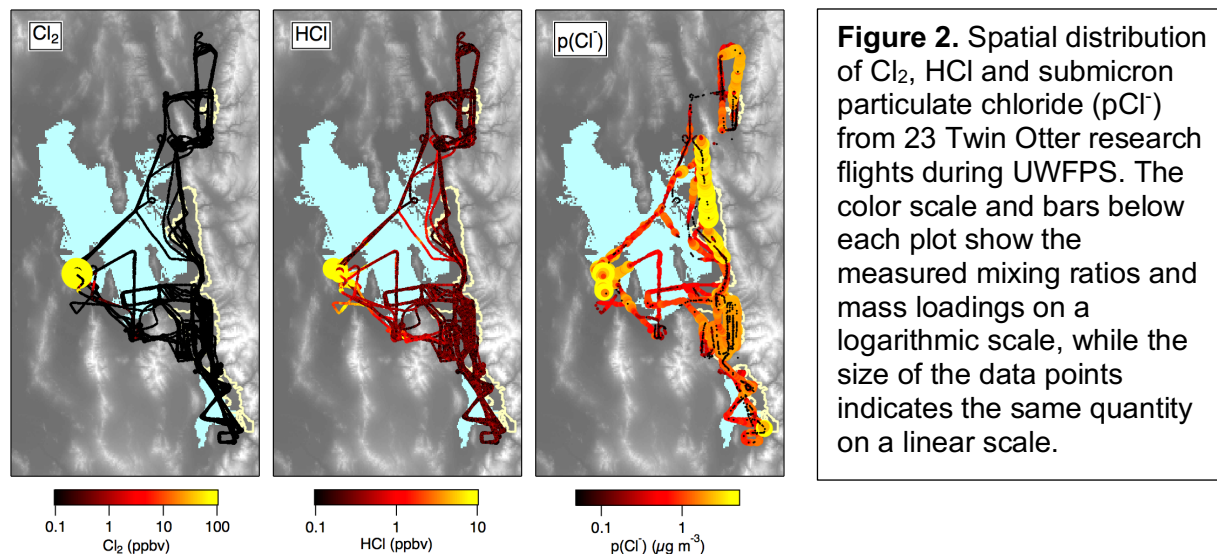 Cl₂
HCl
p(Cl⁻)
0.1 1 10 100
Cl₂ (ppbv)
0.1 1 10
HCl (ppbv)
0.1 1
p(Cl⁻) (µg m⁻³)
Figure 2. Spatial distribution
of Cl₂, HCl and submicron
particulate chloride (pCl⁻)
from 23 Twin Otter research
flights during UWFPS. The
color scale and bars below
each plot show the
measured mixing ratios and
mass loadings on a
logarithmic scale, while the
size of the data points
indicates the same quantity
on a linear scale.